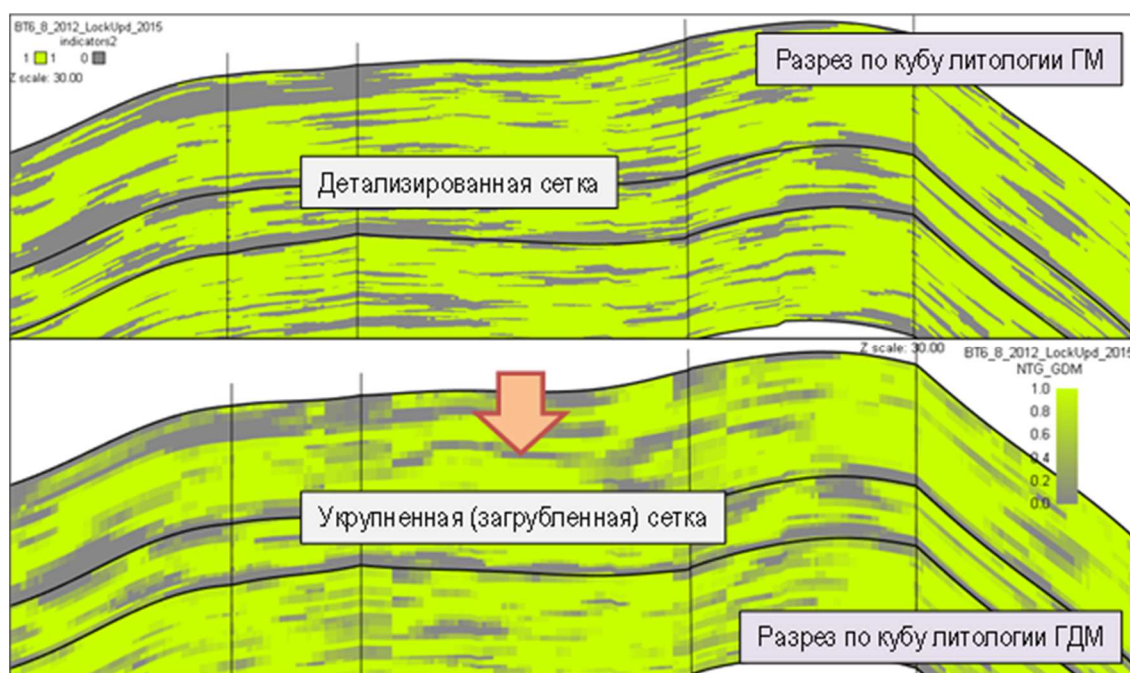 BT6_8_2012_LockUpd_2015
indicators2
1 1 0
Z scale: 30.00
Разрез по кубу литологии ГМ
Детализированная сетка
Z scale: 30.00
BT6_8_2012_LockUpd_2015
NTG_GDM
1.0
0.8
0.6
0.4
0.2
0.0
Укрупненная (загрубленная) сетка
Разрез по кубу литологии ГДМ